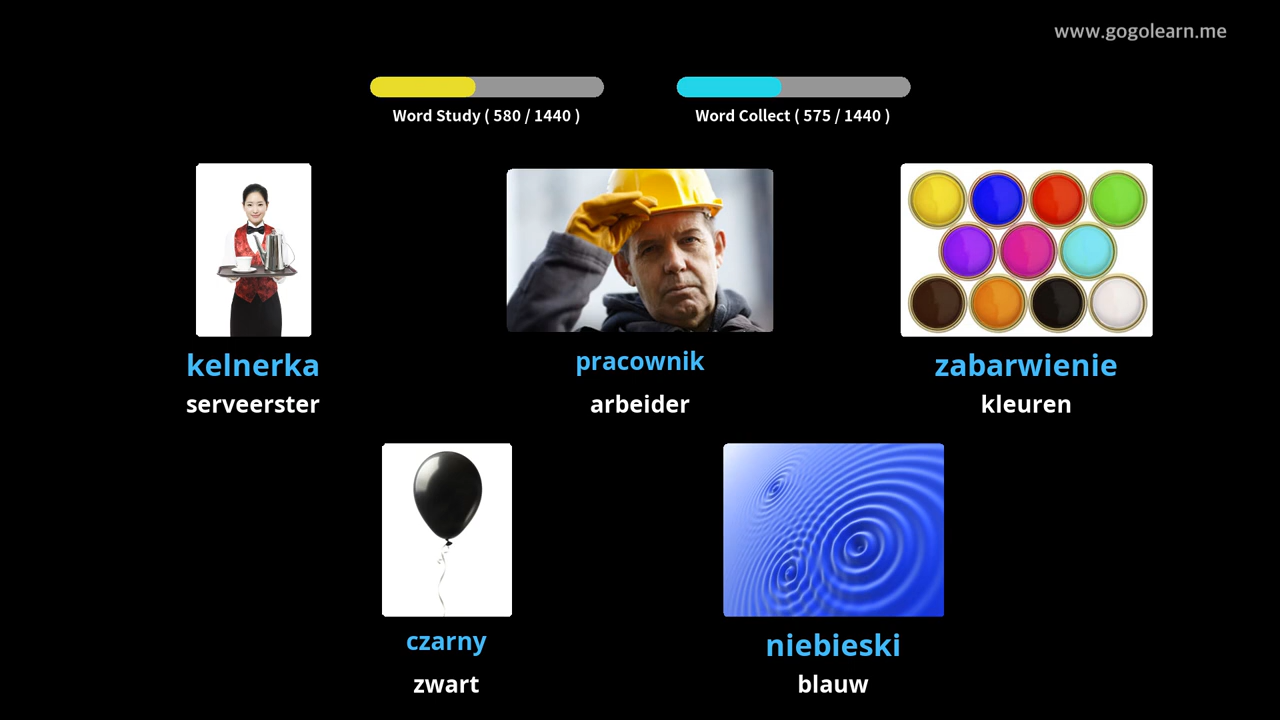 www.gogolearn.me
Word Study ( 580 / 1440 )
Word Collect ( 575 / 1440 )
kelnerka
serveerster
pracownik
arbeider
zabarwienie
kleuren
czarny
zwart
niebieski
blauw